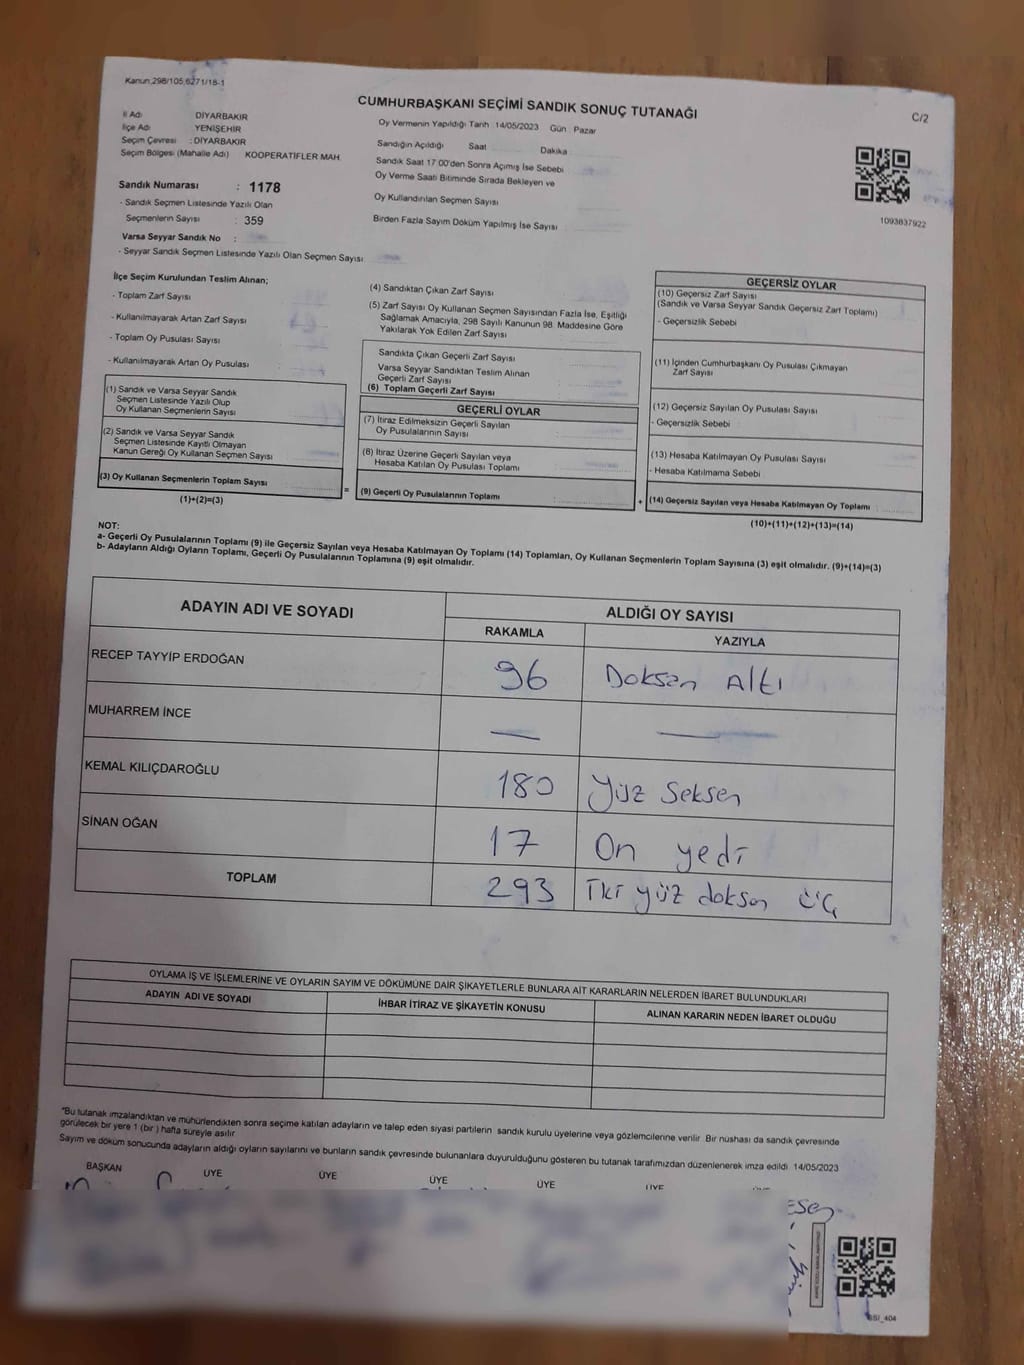 Kanun:298/105,6271/18-1
CUMHURBAŞKANI SEÇİMİ SANDIK SONUÇ TUTANAĞI
C/2
İl Adı DİYARBAKIR
İlçe Adı YENİŞEHİR
Seçim Çevresi : DİYARBAKIR
Seçim Bölgesi (Mahalle Adı) KOOPERATİFLER MAH.
Oy Vermenin Yapıldığı Tarih 14/05/2023 Gün : Pazar
Sandığın Açıldığı Saat Dakika
Sandık Saat 17:00'den Sonra Açılmış İse Sebebi
Oy Verme Saati Bitiminde Sırada Bekleyen ve
Oy Kullandırılan Seçmen Sayısı
Birden Fazla Sayım Döküm Yapılmış İse Sayısı
1093837922
Sandık Numarası : 1178
- Sandık Seçmen Listesinde Yazılı Olan
Seçmenlerin Sayısı : 359
Varsa Seyyar Sandık No :
- Seyyar Sandık Seçmen Listesinde Yazılı Olan Seçmen Sayısı
İlçe Seçim Kurulundan Teslim Alınan;
- Toplam Zarf Sayısı
- Kullanılmayarak Artan Zarf Sayısı
- Toplam Oy Pusulası Sayısı
- Kullanılmayarak Artan Oy Pusulası
(1) Sandık ve Varsa Seyyar Sandık
Seçmen Listesinde Yazılı Olup
Oy Kullanan Seçmenlerin Sayısı
(2) Sandık ve Varsa Seyyar Sandık
Seçmen Listesinde Kayıtlı Olmayan
Kanun Gereği Oy Kullanan Seçmen Sayısı
(3) Oy Kullanan Seçmenlerin Toplam Sayısı
(1)+(2)=(3)
=
(4) Sandıktan Çıkan Zarf Sayısı
(5) Zarf Sayısı Oy Kullanan Seçmen Sayısından Fazla İse, Eşitliği
Sağlamak Amacıyla, 298 Sayılı Kanunun 98. Maddesine Göre
Yakılarak Yok Edilen Zarf Sayısı
Sandıkta Çıkan Geçerli Zarf Sayısı
Varsa Seyyar Sandıktan Teslim Alınan
Geçerli Zarf Sayısı
(6) Toplam Geçerli Zarf Sayısı
GEÇERLİ OYLAR
(7) İtiraz Edilmeksizin Geçerli Sayılan
Oy Pusulalarının Sayısı
(8) İtiraz Üzerine Geçerli Sayılan veya
Hesaba Katılan Oy Pusulası Toplamı
(9) Geçerli Oy Pusulalarının Toplamı
+
GEÇERSİZ OYLAR
(10) Geçersiz Zarf Sayısı
(Sandık ve Varsa Seyyar Sandık Geçersiz Zarf Toplamı)
- Geçersizlik Sebebi
(11) İçinden Cumhurbaşkanı Oy Pusulası Çıkmayan
Zarf Sayısı
(12) Geçersiz Sayılan Oy Pusulası Sayısı
- Geçersizlik Sebebi
(13) Hesaba Katılmayan Oy Pusulası Sayısı
- Hesaba Katılmama Sebebi
(14) Geçersiz Sayılan veya Hesaba Katılmayan Oy Toplamı
(10)+(11)+(12)+(13)=(14)
NOT:
a- Geçerli Oy Pusulalarının Toplamı (9) ile Geçersiz Sayılan veya Hesaba Katılmayan Oy Toplamı (14) Toplamları, Oy Kullanan Seçmenlerin Toplam Sayısına (3) eşit olmalıdır. (9)+(14)=(3)
b- Adayların Aldığı Oyların Toplamı, Geçerli Oy Pusulalarının Toplamına (9) eşit olmalıdır.
ADAYIN ADI VE SOYADI ALDIĞI OY SAYISI
RAKAMLA YAZIYLA
RECEP TAYYİP ERDOĞAN 96 Doksan Altı
MUHARREM İNCE — —
KEMAL KILIÇDAROĞLU 180 Yüz Seksen
SİNAN OĞAN 17 On yedi
TOPLAM 293 İki yüz doksan üç
OYLAMA İŞ VE İŞLEMLERİNE VE OYLARIN SAYIM VE DÖKÜMÜNE DAİR ŞİKAYETLERLE BUNLARA AİT KARARLARIN NELERDEN İBARET BULUNDUKLARI
ADAYIN ADI VE SOYADI İHBAR İTİRAZ VE ŞİKAYETİN KONUSU ALINAN KARARIN NEDEN İBARET OLDUĞU
*Bu tutanak imzalandıktan ve mühürlendikten sonra seçime katılan adayların ve talep eden siyasi partilerin sandık kurulu üyelerine veya gözlemcilerine verilir. Bir nüshası da sandık çevresinde
görülecek bir yere 1 (bir) hafta süreyle asılır
Sayım ve döküm sonucunda adayların aldığı oyların sayılarını ve bunların sandık çevresinde bulunanlara duyurulduğunu gösteren bu tutanak tarafımızdan düzenlenerek imza edildi. 14/05/2023
BAŞKAN ÜYE ÜYE ÜYE ÜYE ÜYE